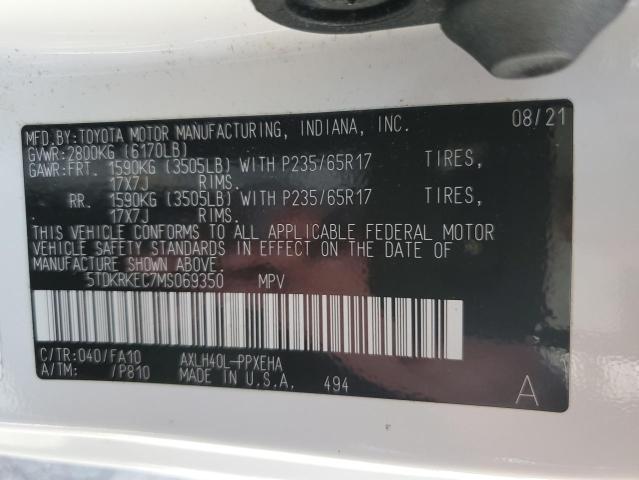 MFD.BY:TOYOTA MOTOR MANUFACTURING, INDIANA, INC. 08/21
GVWR:2800KG (6170LB)
GAWR:FRT. 1590KG (3505LB) WITH P235/65R17 TIRES,
17X7J RIMS.
RR. 1590KG (3505LB) WITH P235/65R17 TIRES,
17X7J RIMS.
THIS VEHICLE CONFORMS TO ALL APPLICABLE FEDERAL MOTOR
VEHICLE SAFETY STANDARDS IN EFFECT ON THE DATE OF
MANUFACTURE SHOWN ABOVE.
5TDKRKEC7MS069350 MPV
C/TR:040/FA10 AXLH40L-PPXEHA
A/TM: /P810 MADE IN U.S.A. 494 A